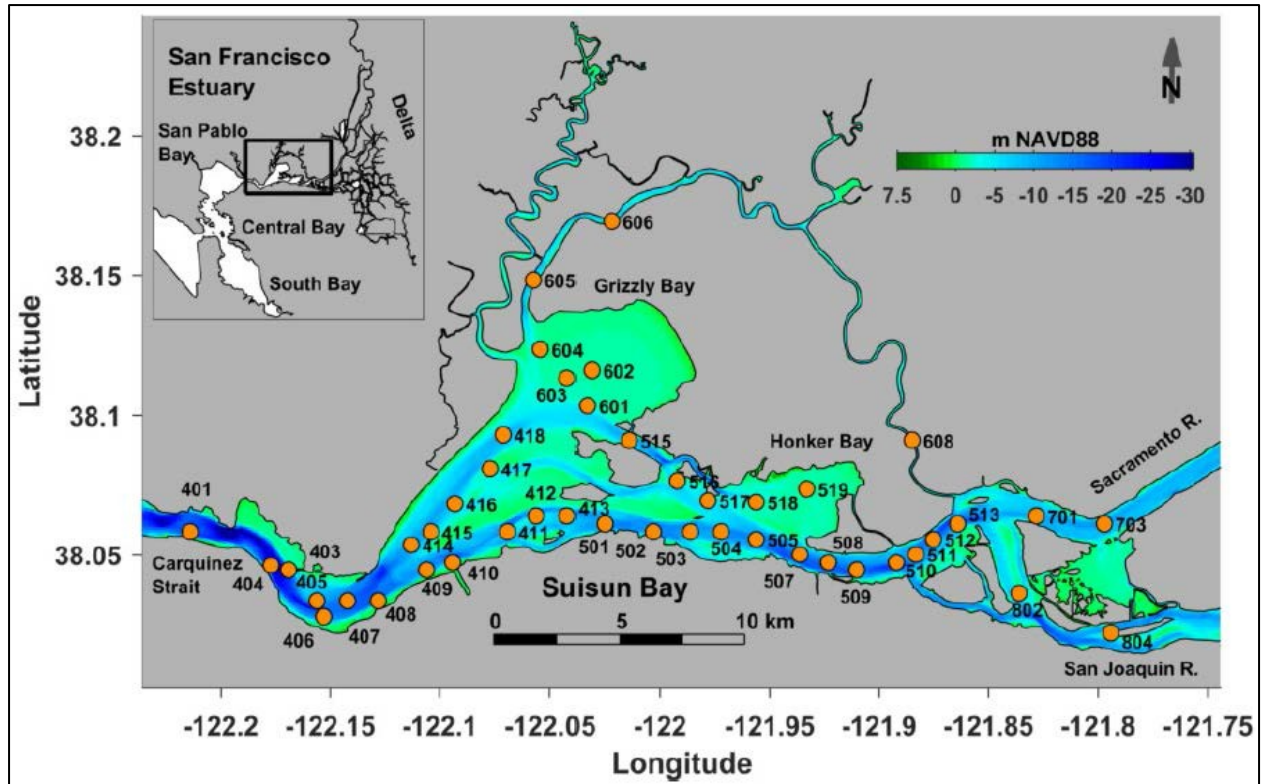 San Francisco
Estuary
Delta
San Pablo
Bay
Central Bay
South Bay
N
m NAVD88
7.5 0 -5 -10 -15 -20 -25 -30
Latitude
38.2
38.15
38.1
38.05
606
605
Grizzly Bay
604
602
603
601
418
515
Honker Bay
608
Sacramento R.
417
516
519
412
517
518
416
413
513
701
703
401
415
414
411
501
502
503
504
505
508
512
511
Carquinez
Strait
403
404
405
409
410
Suisun Bay
507
509
510
406
407
408
802
804
0 5 10 km
San Joaquin R.
-122.2 -122.15 -122.1 -122.05 -122 -121.95 -121.9 -121.85 -121.8 -121.75
Longitude